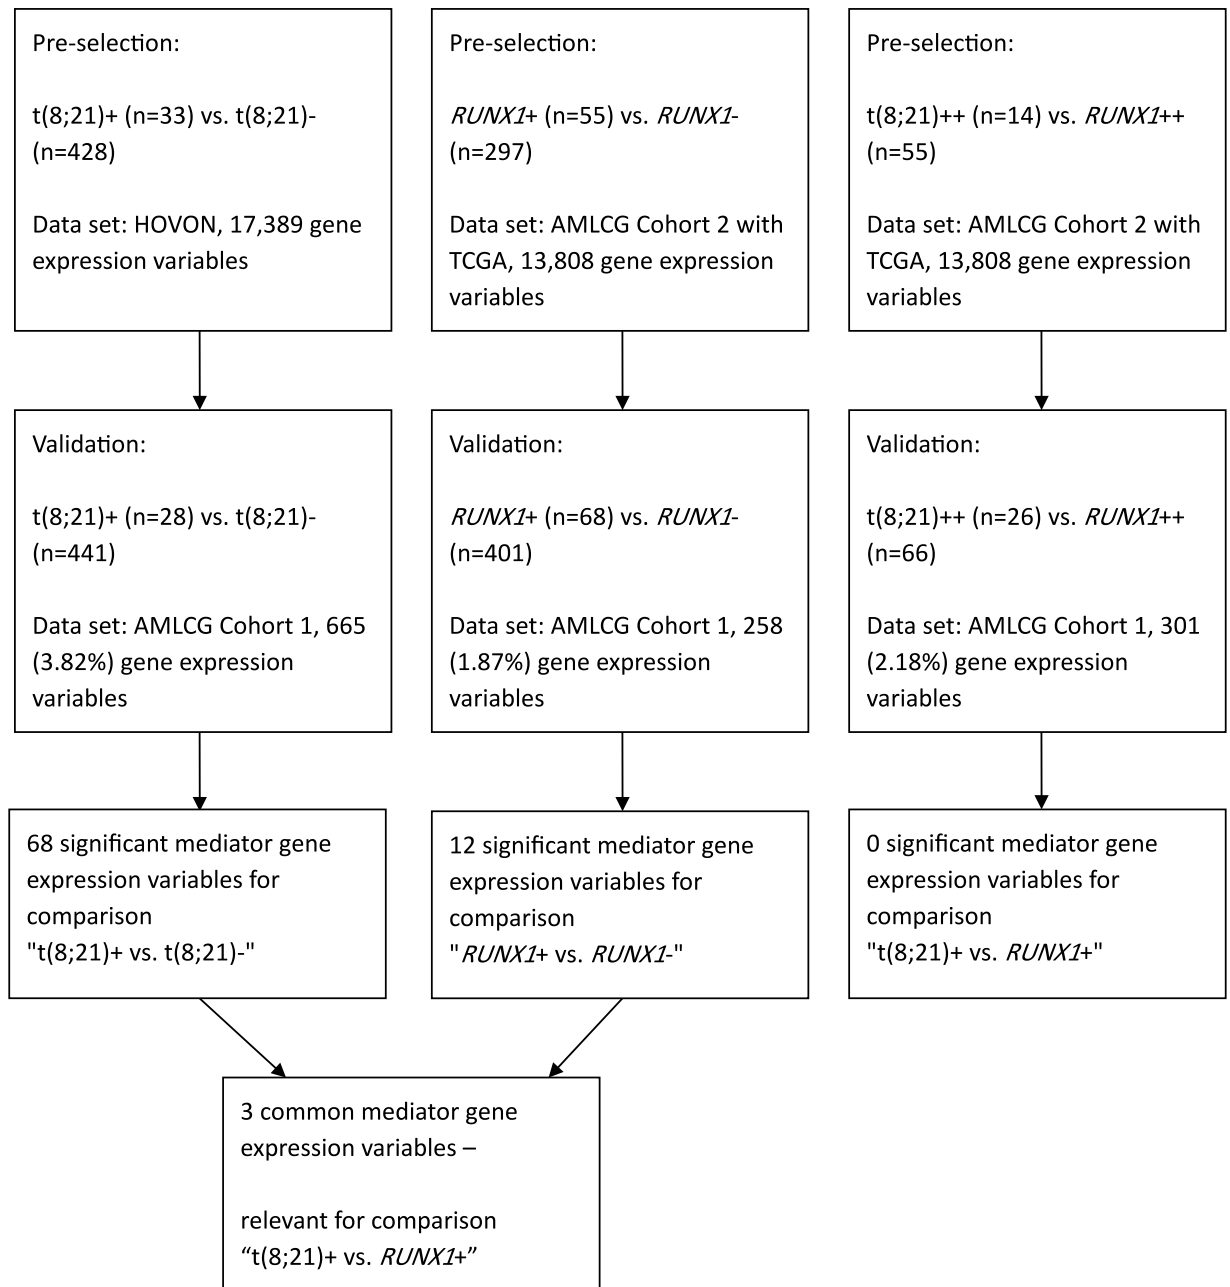 Pre-selection:
t(8;21)+ (n=33) vs. t(8;21)-
(n=428)
Data set: HOVON, 17,389 gene
expression variables
Pre-selection:
RUNX1+ (n=55) vs. RUNX1-
(n=297)
Data set: AMLCG Cohort 2 with
TCGA, 13,808 gene expression
variables
Pre-selection:
t(8;21)++ (n=14) vs. RUNX1++
(n=55)
Data set: AMLCG Cohort 2 with
TCGA, 13,808 gene expression
variables
Validation:
t(8;21)+ (n=28) vs. t(8;21)-
(n=441)
Data set: AMLCG Cohort 1, 665
(3.82%) gene expression
variables
Validation:
RUNX1+ (n=68) vs. RUNX1-
(n=401)
Data set: AMLCG Cohort 1, 258
(1.87%) gene expression
variables
Validation:
t(8;21)++ (n=26) vs. RUNX1++
(n=66)
Data set: AMLCG Cohort 1, 301
(2.18%) gene expression
variables
68 significant mediator gene
expression variables for
comparison
"t(8;21)+ vs. t(8;21)-"
12 significant mediator gene
expression variables for
comparison
"RUNX1+ vs. RUNX1-"
0 significant mediator gene
expression variables for
comparison
"t(8;21)+ vs. RUNX1+"
3 common mediator gene
expression variables –
relevant for comparison
“t(8;21)+ vs. RUNX1+”